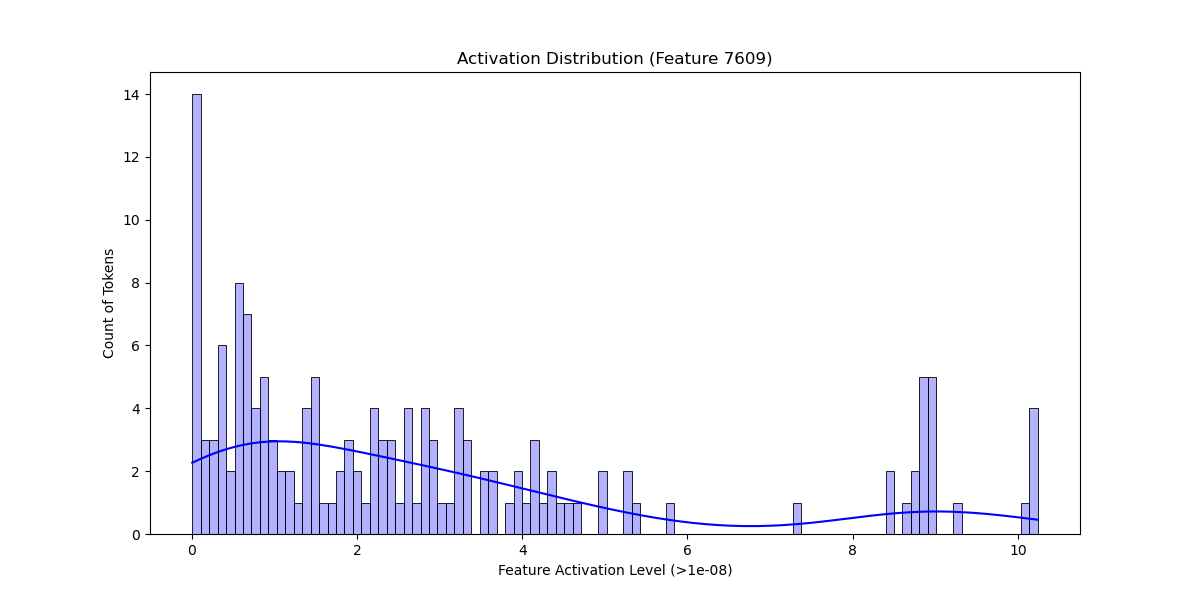 Activation Distribution (Feature 7609)
14
12
10
8
6
4
2
0
Count of Tokens
0 2 4 6 8 10
Feature Activation Level (>1e-08)